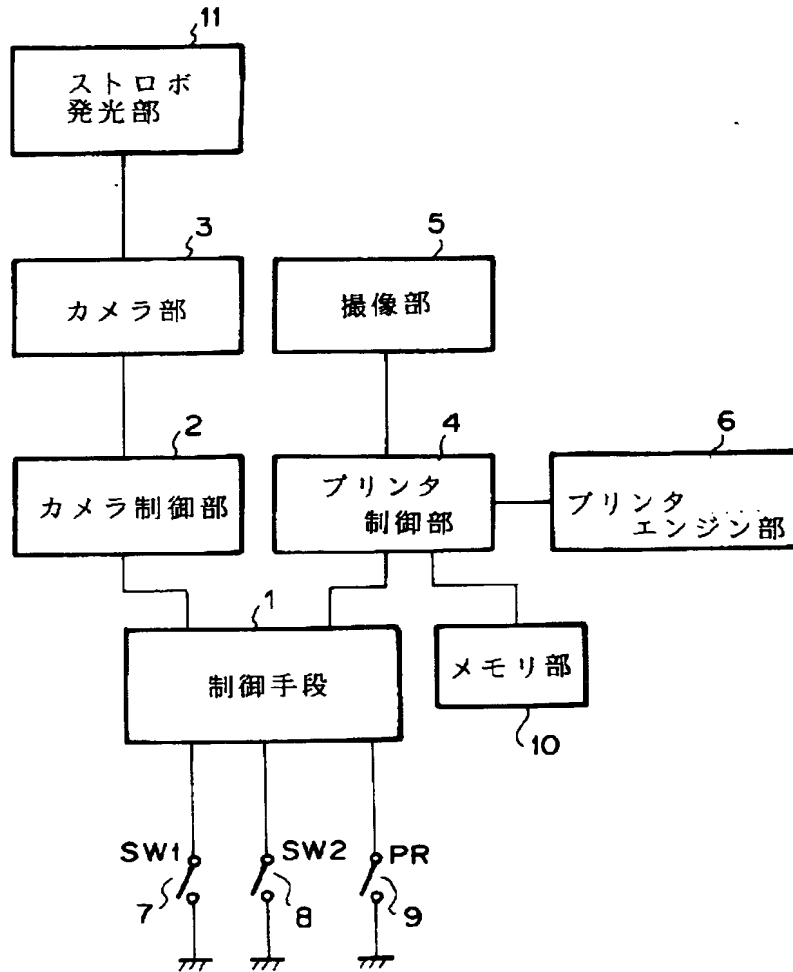 11
ストロボ
発光部
3
カメラ部
5
撮像部
2
カメラ制御部
4
プリンタ
制御部
6
プリンタ
エンジン部
1
制御手段
メモリ部
10
SW1
7
SW2
8
PR
9